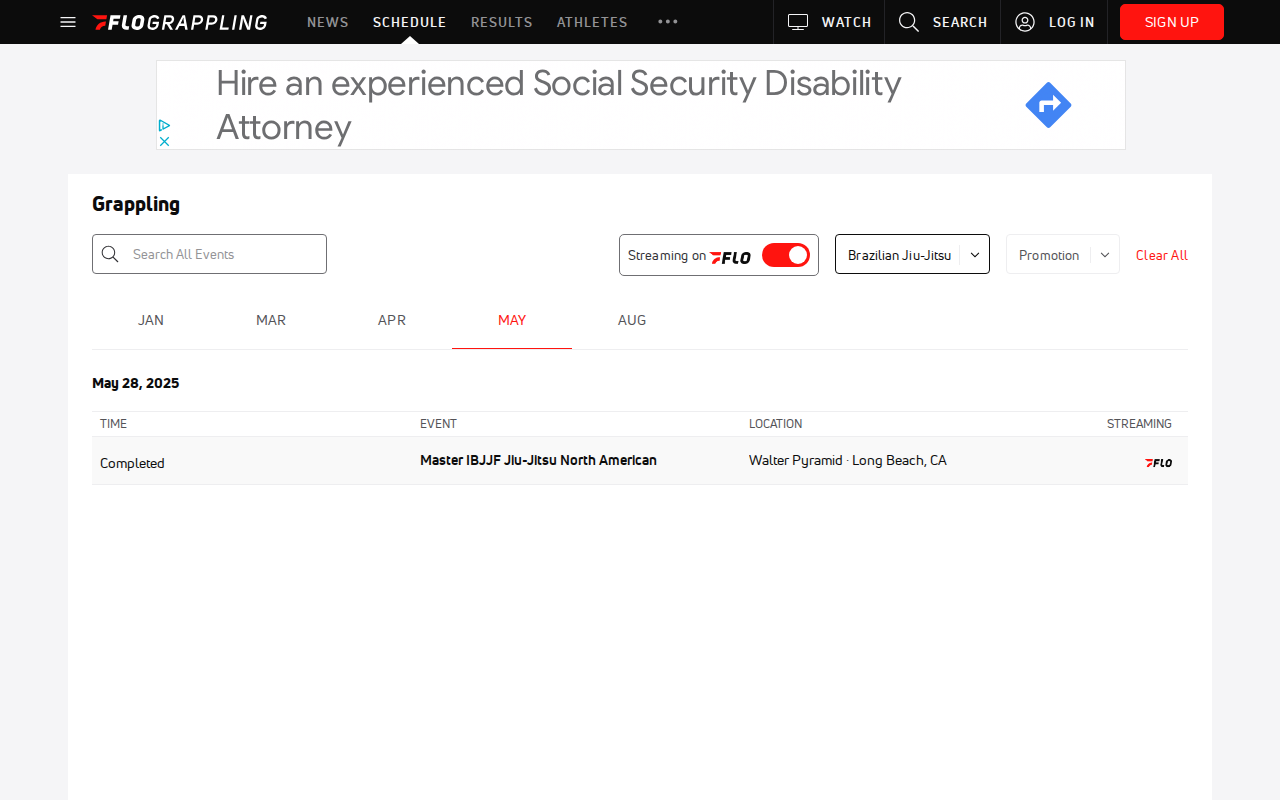 FLOGRAPPLING NEWS SCHEDULE RESULTS ATHLETES WATCH SEARCH LOG IN SIGN UP
Hire an experienced Social Security Disability
Attorney
Grappling
Search All Events Streaming on FLO Brazilian Jiu-Jitsu Promotion Clear All
JAN MAR APR MAY AUG
May 28, 2025
TIME EVENT LOCATION STREAMING
Completed Master IBJJF Jiu-Jitsu North American Walter Pyramid · Long Beach, CA FLO